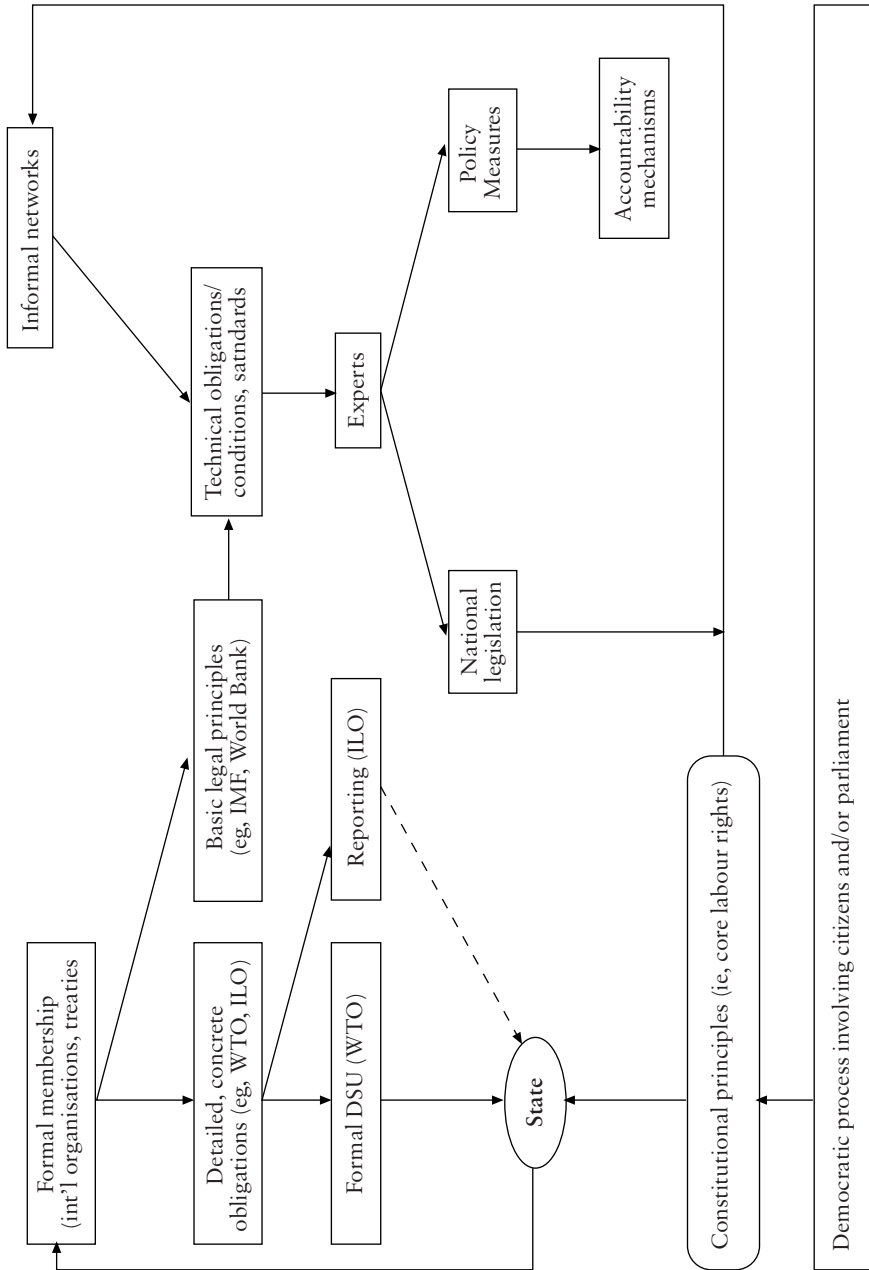 Formal membership
(int'l organisations, treaties
Informal networks
Detailed, concrete
obligations (eg, WTO, ILO)
Basic legal principles
(eg, IMF, World Bank)
Technical obligations/
conditions, satndards
Formal DSU (WTO)
Reporting (ILO)
Experts
State
National
legislation
Policy
Measures
Accountability
mechanisms
Constitutional principles (ie, core labour rights)
Democratic process involving citizens and/or parliament